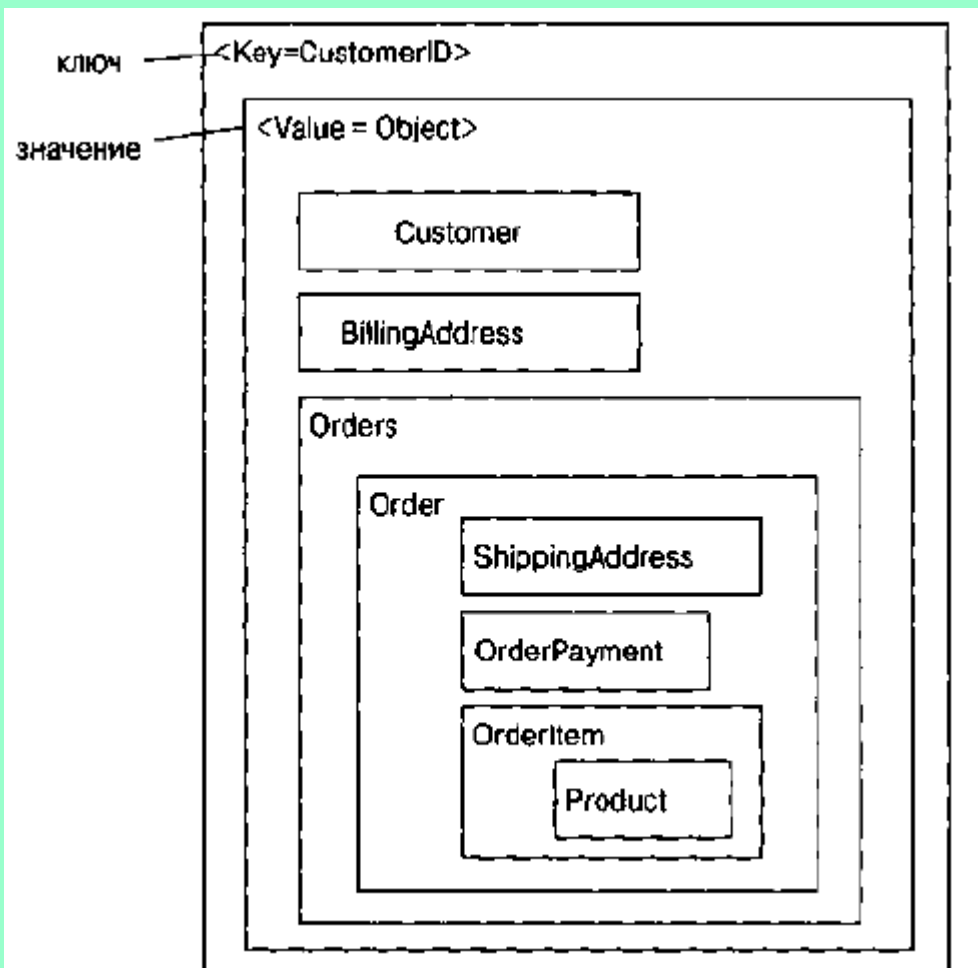 ключ
<Key=CustomerID>
значение
<Value = Object>
Customer
BillingAddress
Orders
Order
ShippingAddress
OrderPayment
OrderItem
Product